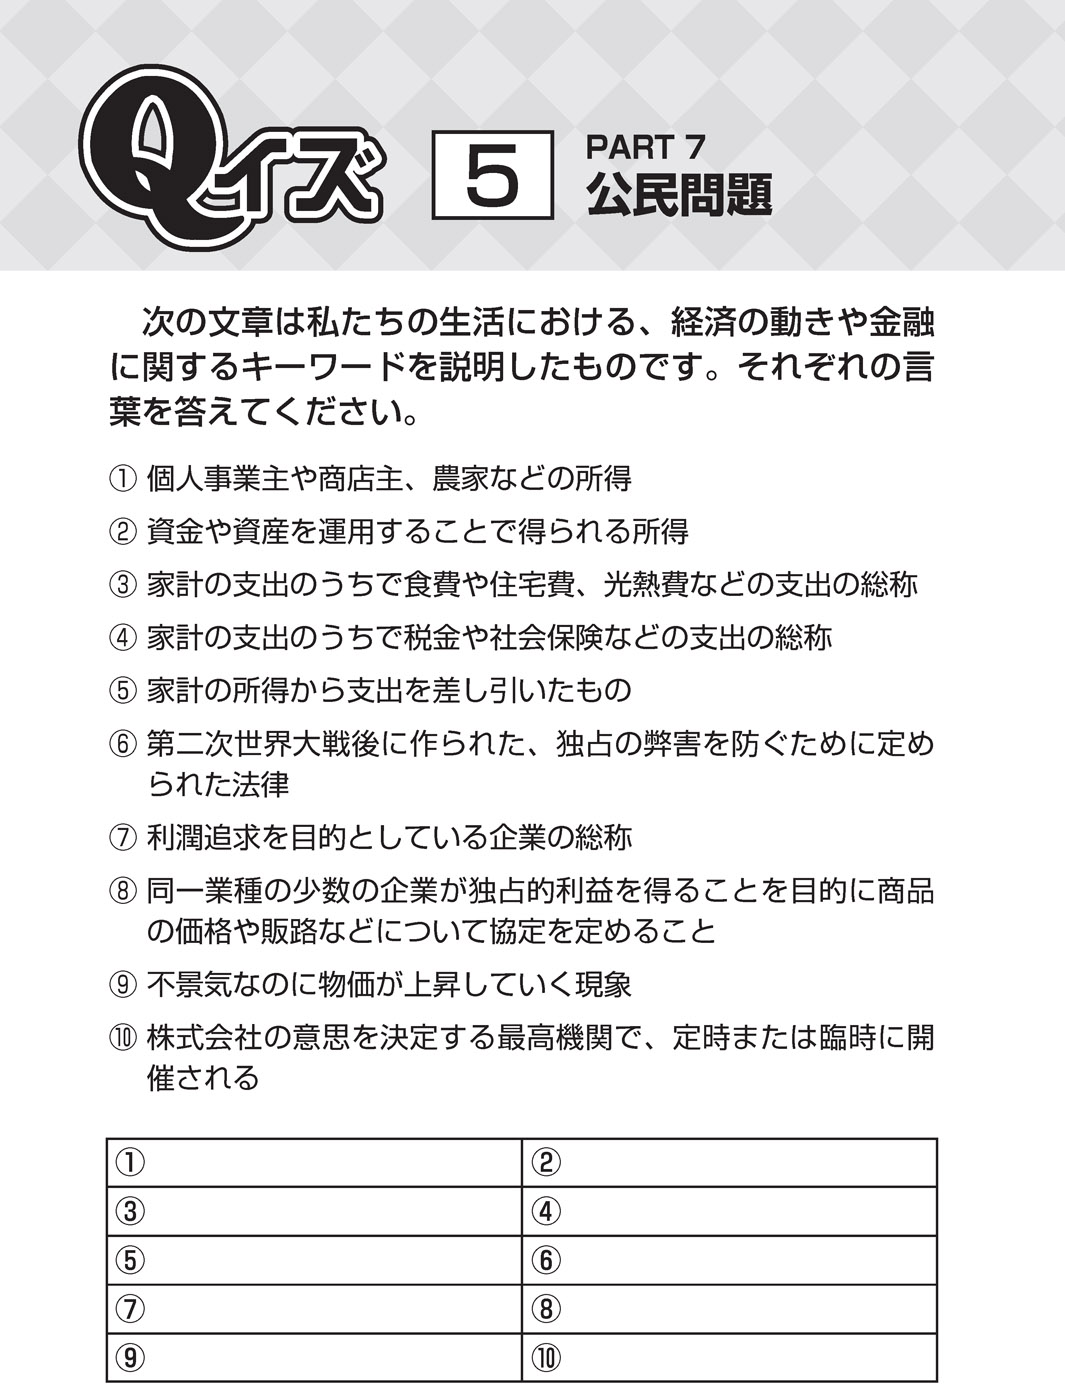 Qイズ
5
PART 7
公民問題
次の文章は私たちの生活における、経済の動きや金融
に関するキーワードを説明したものです。それぞれの言
葉を答えてください。
① 個人事業主や商店主、農家などの所得
② 資金や資産を運用することで得られる所得
③ 家計の支出のうちで食費や住宅費、光熱費などの支出の総称
④ 家計の支出のうちで税金や社会保険などの支出の総称
⑤ 家計の所得から支出を差し引いたもの
⑥ 第二次世界大戦後に作られた、独占の弊害を防ぐために定め
られた法律
⑦ 利潤追求を目的としている企業の総称
⑧ 同一業種の少数の企業が独占的利益を得ることを目的に商品
の価格や販路などについて協定を定めること
⑨ 不景気なのに物価が上昇していく現象
⑩ 株式会社の意思を決定する最高機関で、定時または臨時に開
催される
① ②
③ ④
⑤ ⑥
⑦ ⑧
⑨ ⑩